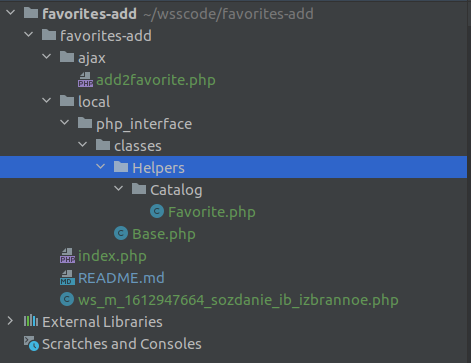 favorites-add ~/wsscode/favorites-add
favorites-add
ajax
PHP add2favorite.php
local
php_interface
classes
Helpers
Catalog
C Favorite.php
C Base.php
PHP index.php
MD README.md
C ws_m_1612947664_sozdanie_ib_izbrannoe.php
External Libraries
Scratches and Consoles